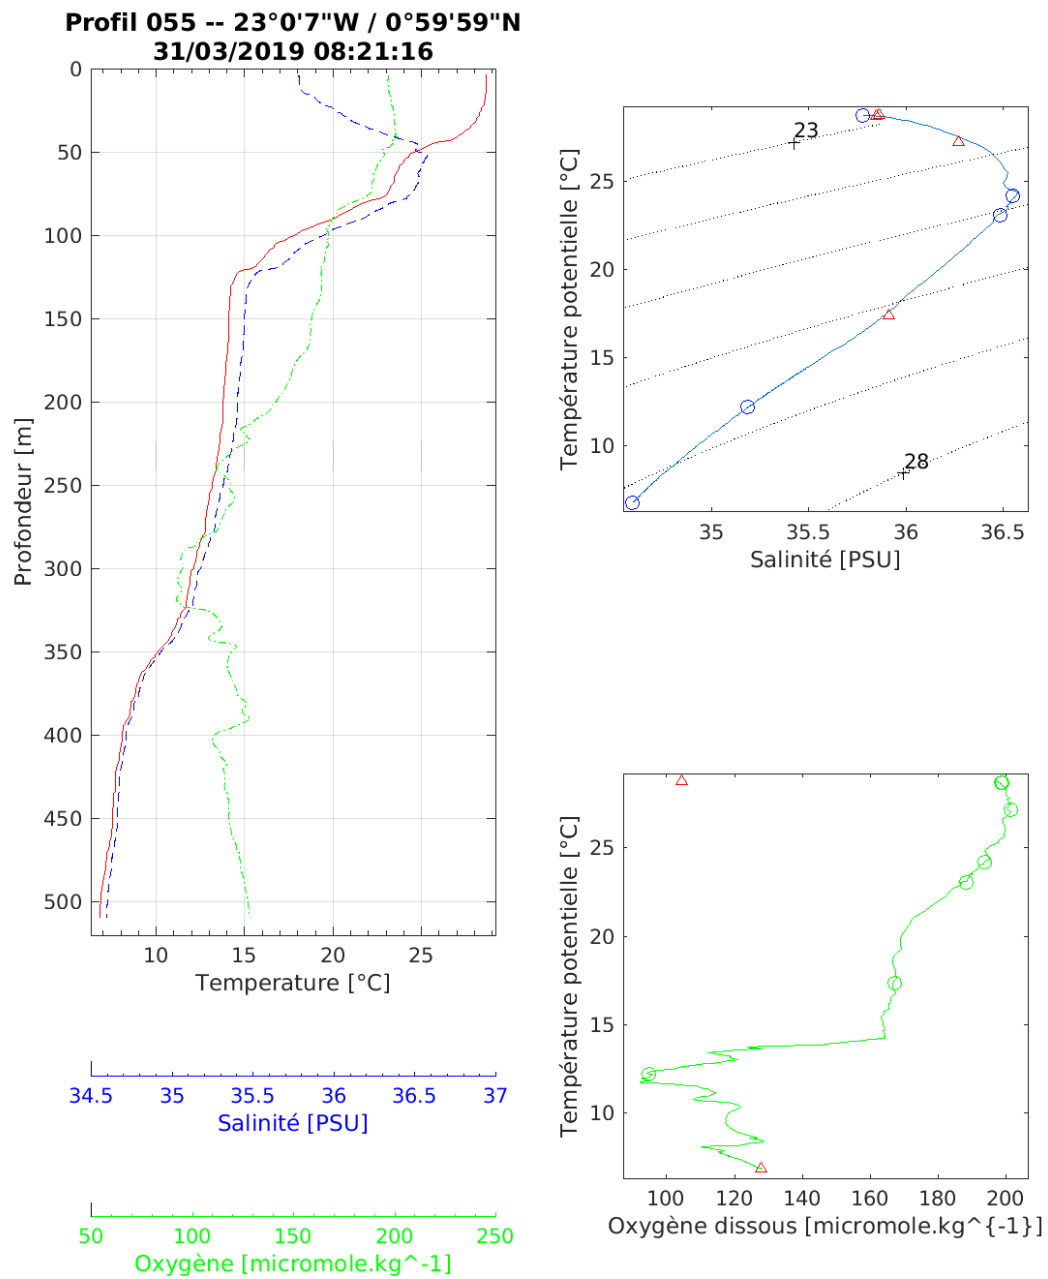 Profil 055 -- 23°0'7"W / 0°59'59"N
31/03/2019 08:21:16
0
50
100
150
200
250
300
350
400
450
500
Profondeur [m]
10 15 20 25
Temperature [°C]
34.5 35 35.5 36 36.5 37
Salinité [PSU]
50 100 150 200 250
Oxygène [micromole.kg^-1]
23
28
25
20
15
10
Température potentielle [°C]
35 35.5 36 36.5
Salinité [PSU]
25
20
15
10
Température potentielle [°C]
100 120 140 160 180 200
Oxygène dissous [micromole.kg^{-1}]